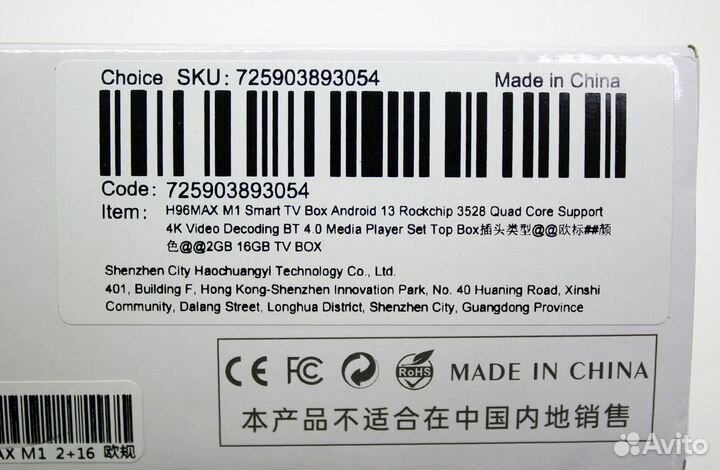 Choice SKU: 725903893054 Made in China
Code: 725903893054
Item: H96MAX M1 Smart TV Box Android 13 Rockchip 3528 Quad Core Support
4K Video Decoding BT 4.0 Media Player Set Top Box插头类型@@欧标##颜
色@@2GB 16GB TV BOX
Shenzhen City Haochuangyi Technology Co., Ltd.
401, Building F, Hong Kong-Shenzhen Innovation Park, No. 40 Huaning Road, Xinshi
Community, Dalang Street, Longhua District, Shenzhen City, Guangdong Province
CE FC RoHS MADE IN CHINA
本产品不适合在中国内地销售
AX M1 2+16 欧规
Avito